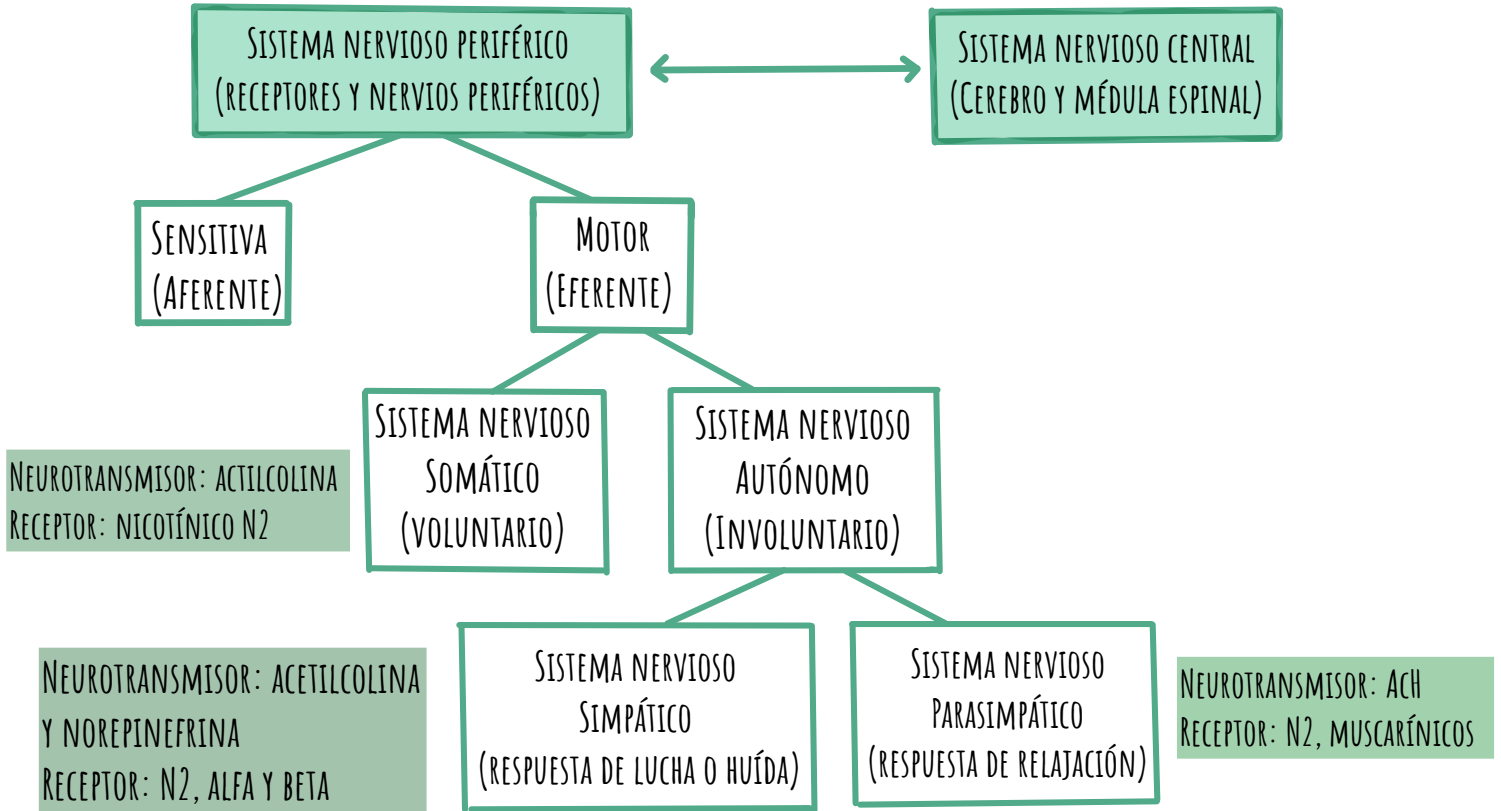 Sistema nervioso periférico
(receptores y nervios periféricos)
Sistema nervioso central
(Cerebro y médula espinal)
Sensitiva
(Aferente)
Motor
(Eferente)
Neurotransmisor: actilcolina
Receptor: nicotínico N2
Sistema nervioso
Somático
(voluntario)
Sistema nervioso
Autónomo
(Involuntario)
Neurotransmisor: acetilcolina
y norepinefrina
Receptor: N2, alfa y beta
Sistema nervioso
Simpático
(respuesta de lucha o huída)
Sistema nervioso
Parasimpático
(respuesta de relajación)
Neurotransmisor: AcH
Receptor: N2, muscarínicos